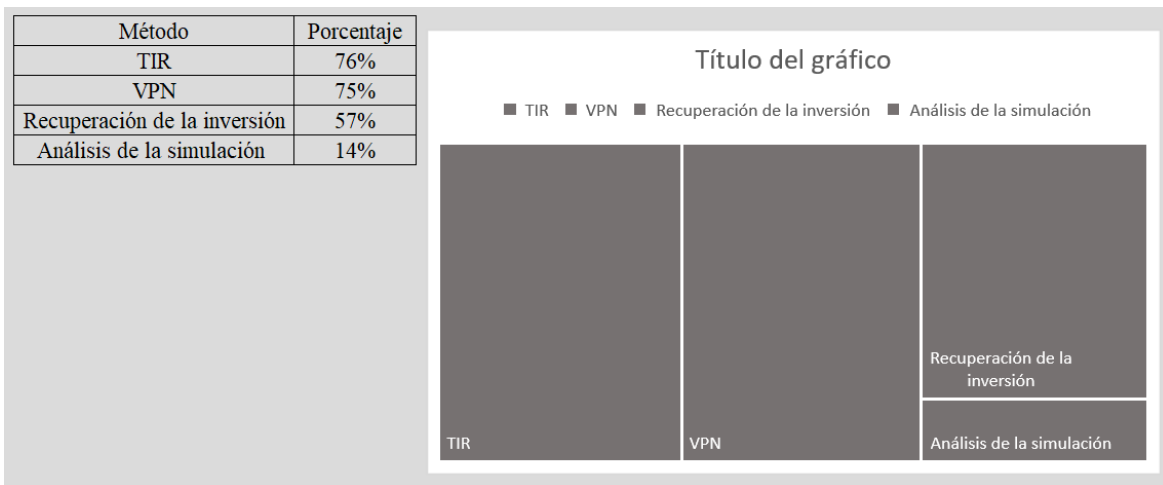 Método Porcentaje
TIR 76%
VPN 75%
Recuperación de la inversión 57%
Análisis de la simulación 14%
Título del gráfico
TIR VPN Recuperación de la inversión Análisis de la simulación
TIR
VPN
Recuperación de la
inversión
Análisis de la simulación